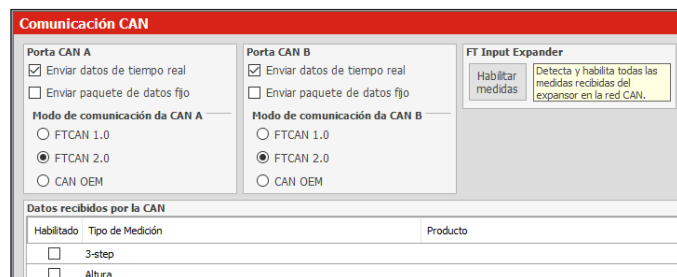 Comunicación CAN
Porta CAN A
Enviar datos de tiempo real
Enviar paquete de datos fijo
Modo de comunicación da CAN A
FTCAN 1.0
FTCAN 2.0
CAN OEM
Porta CAN B
Enviar datos de tiempo real
Enviar paquete de datos fijo
Modo de comunicación da CAN B
FTCAN 1.0
FTCAN 2.0
CAN OEM
FT Input Expander
Habilitar
medidas
Detecta y habilita todas las
medidas recibidas del
expansor en la red CAN.
Datos recibidos por la CAN
Habilitado Tipo de Medición Producto
3-step
Altura